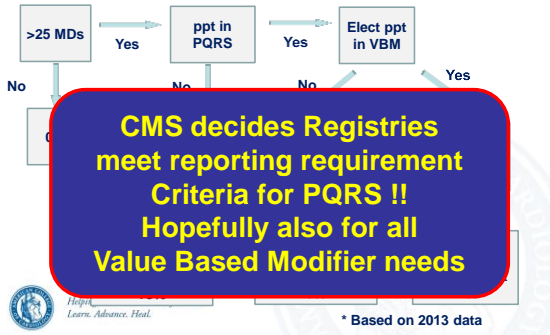 >25 MDs
Yes
ppt in
PQRS
Yes
Elect ppt
in VBM
No
No
No
Yes
CMS decides Registries
meet reporting requirement
Criteria for PQRS !!
Hopefully also for all
Value Based Modifier needs
Learn. Advance. Heal.
* Based on 2013 data